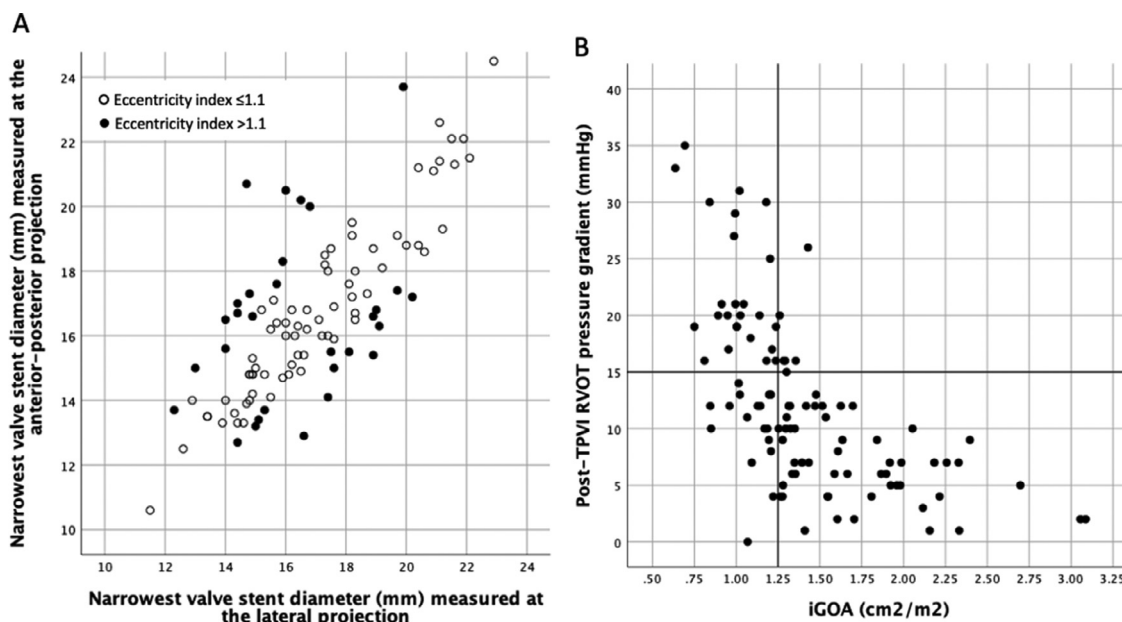 A
Narrowest valve stent diameter (mm) measured at the
anterior-posterior projection
24
22
20
18
16
14
12
10
Eccentricity index ≤1.1
Eccentricity index >1.1
10 12 14 16 18 20 22 24
Narrowest valve stent diameter (mm) measured at
the lateral projection
B
Post-TPVI RVOT pressure gradient (mmHg)
40
35
30
25
20
15
10
5
0
.50 .75 1.00 1.25 1.50 1.75 2.00 2.25 2.50 2.75 3.00 3.25
iGOA (cm2/m2)